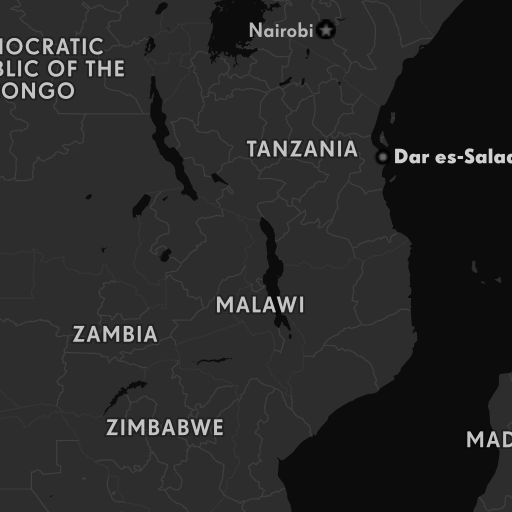 Nairobi
MOCRATIC
BLIC OF THE
ONGO
TANZANIA
Dar es-Salaa
MALAWI
ZAMBIA
ZIMBABWE
MAD